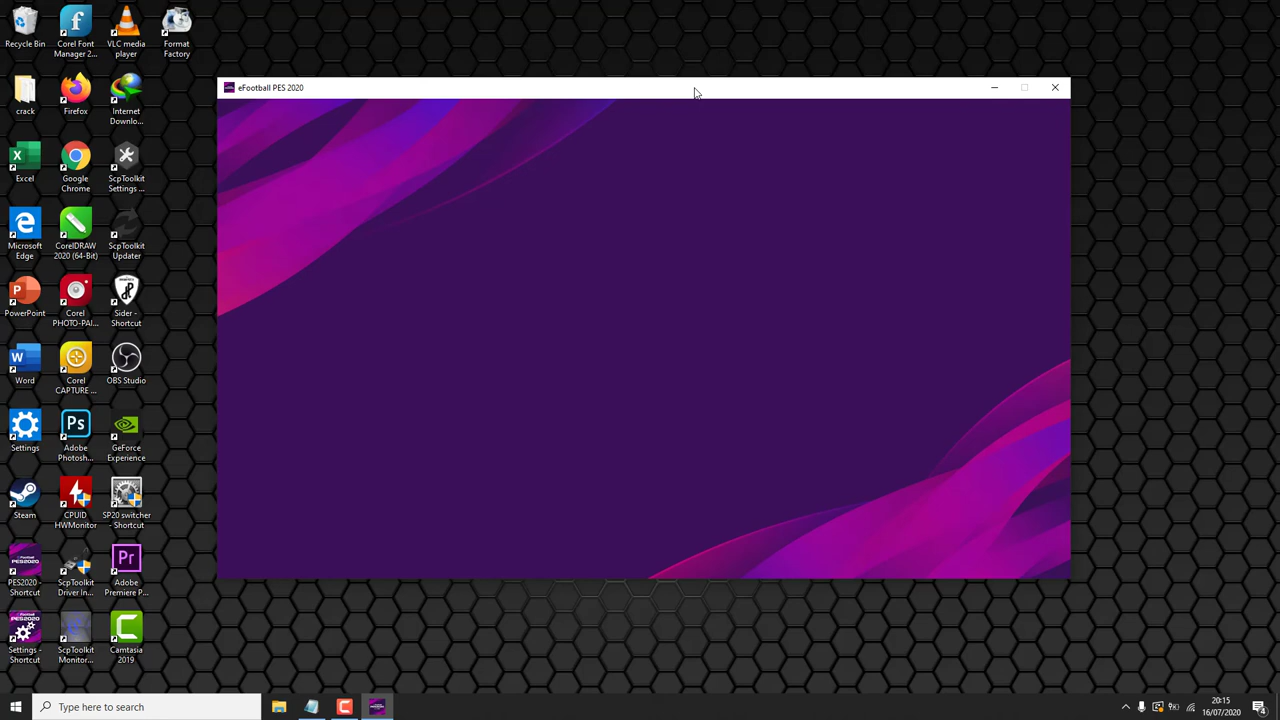 Recycle Bin
Corel Font
Manager 2...
VLC media
player
Format
Factory
crack
Firefox
Internet
Downlo...
Excel
Google
Chrome
ScpToolkit
Settings ...
Microsoft
Edge
CorelDRAW
2020 (64-Bit)
ScpToolkit
Updater
PowerPoint
Corel
PHOTO-PAI...
Sider -
Shortcut
Word
Corel
CAPTURE ...
OBS Studio
Settings
Adobe
Photosh...
GeForce
Experience
Steam
CPUID
HWMonitor
SP20 switcher
- Shortcut
PES2020 -
Shortcut
ScpToolkit
Driver In...
Adobe
Premiere P...
Settings -
Shortcut
ScpToolkit
Monitor...
Camtasia
2019
eFootball PES 2020
Type here to search
20:15
16/07/2020
4